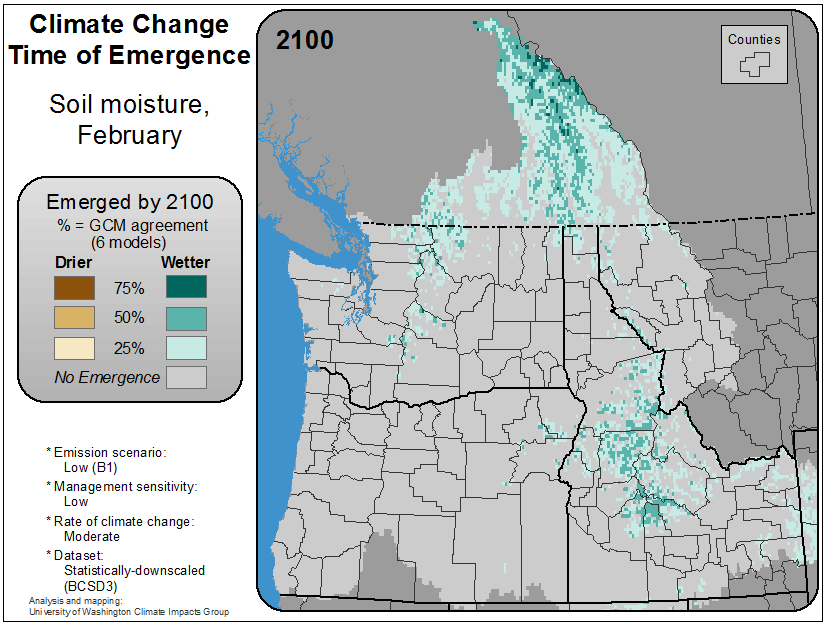 Climate Change
Time of Emergence
Soil moisture,
February
Emerged by 2100
% = GCM agreement
(6 models)
Drier Wetter
75%
50%
25%
No Emergence
* Emission scenario:
Low (B1)
* Management sensitivity:
Low
* Rate of climate change:
Moderate
* Dataset:
Statistically-downscaled
(BCSD3)
Analysis and mapping:
University of Washington Climate Impacts Group
2100
Counties